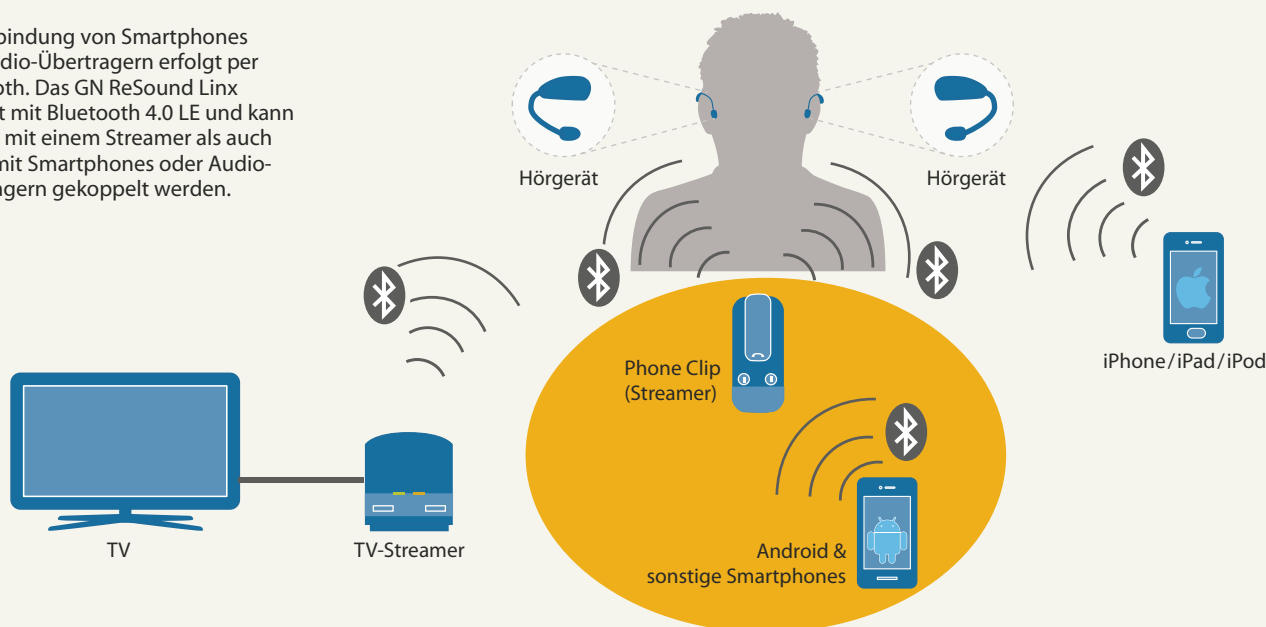 bindung von Smartphones
dio-Übertragern erfolgt per
oth. Das GN ReSound Linx
t mit Bluetooth 4.0 LE und kann
mit einem Streamer als auch
mit Smartphones oder Audio-
gern gekoppelt werden.
Hörgerät
Hörgerät
iPhone/iPad/iPod
Phone Clip
(Streamer)
TV
TV-Streamer
Android &
sonstige Smartphones